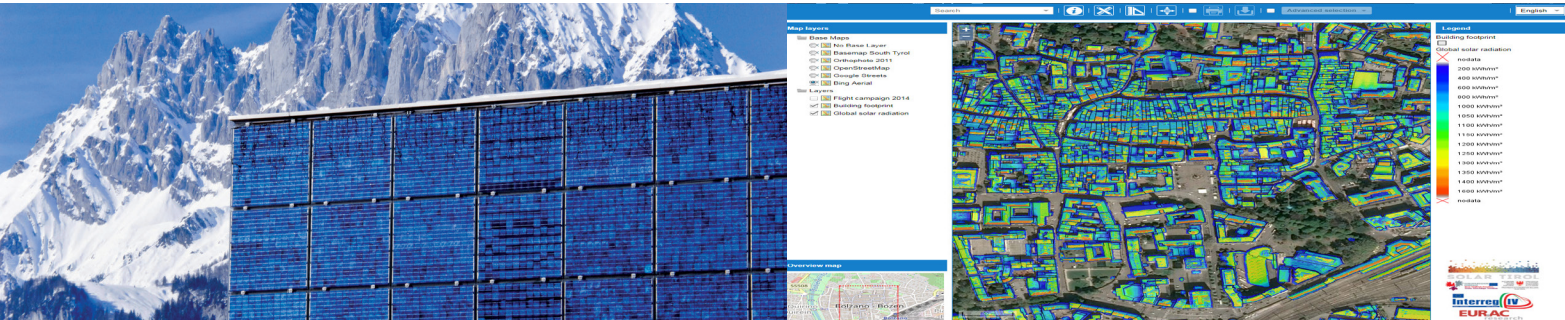 Search
Advanced selection
English
Map layers
Base Maps
No Base Layer
Basemap South Tyrol
Orthophoto 2011
OpenStreetMap
Google Streets
Bing Aerial
Layers
Flight campaign 2014
Building footprint
Global solar radiation
Overview map
Bolzano - Bozen
Legend
Building footprint
Global solar radiation
nodata
200 kWh/m²
400 kWh/m²
600 kWh/m²
800 kWh/m²
1000 kWh/m²
1050 kWh/m²
1100 kWh/m²
1150 kWh/m²
1200 kWh/m²
1250 kWh/m²
1300 kWh/m²
1350 kWh/m²
1400 kWh/m²
1600 kWh/m²
nodata
SOLAR TIROL
Interreg IV
EURAC
research